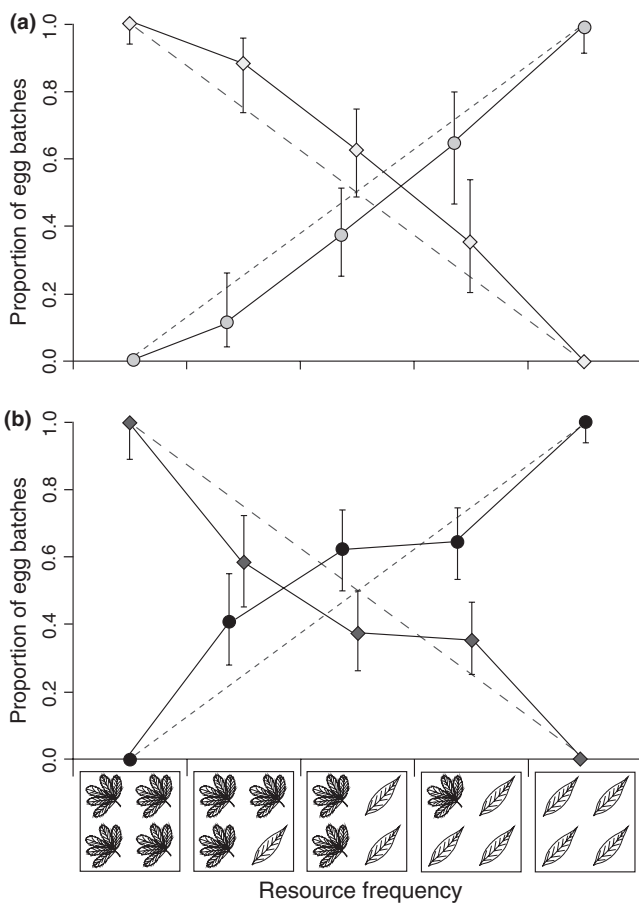 (a)
Proportion of egg batches
0.0 0.2 0.4 0.6 0.8 1.0
(b)
Proportion of egg batches
0.0 0.2 0.4 0.6 0.8 1.0
Resource frequency